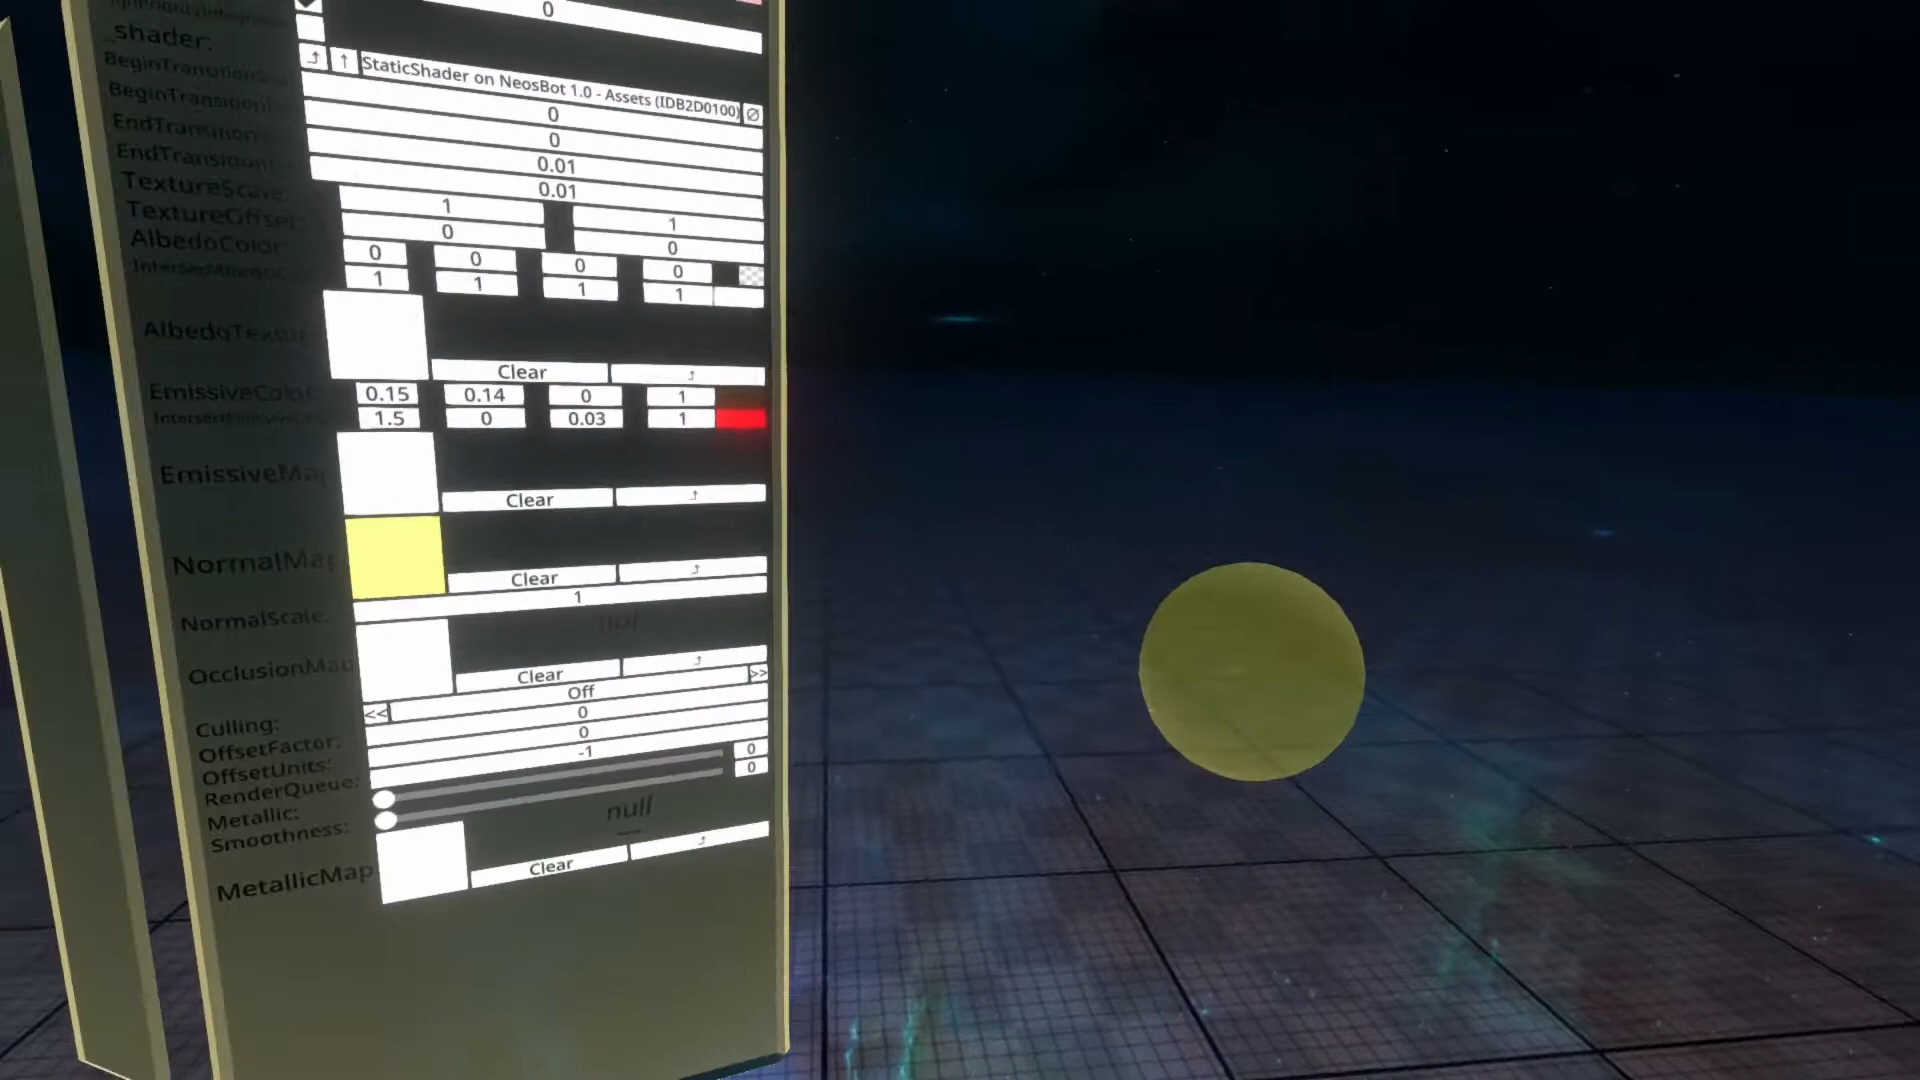 0
_shader:
StaticShader on NeosBot 1.0 - Assets (IDB2D0100) Ø
0
0
0.01
0.01
TextureScale: 1 1
TextureOffset: 0 0
AlbedoColor: 0 0 0 0
1 1 1 1
Clear
0.15 0.14 0 1
1.5 0 0.03 1
Clear
NormalMap
Clear
NormalScale: 1
OcclusionMap
Clear
Culling: << Off >>
OffsetFactor: 0
OffsetUnits: 0
RenderQueue: -1
Metallic: 0
Smoothness: 0
null
MetallicMap
Clear